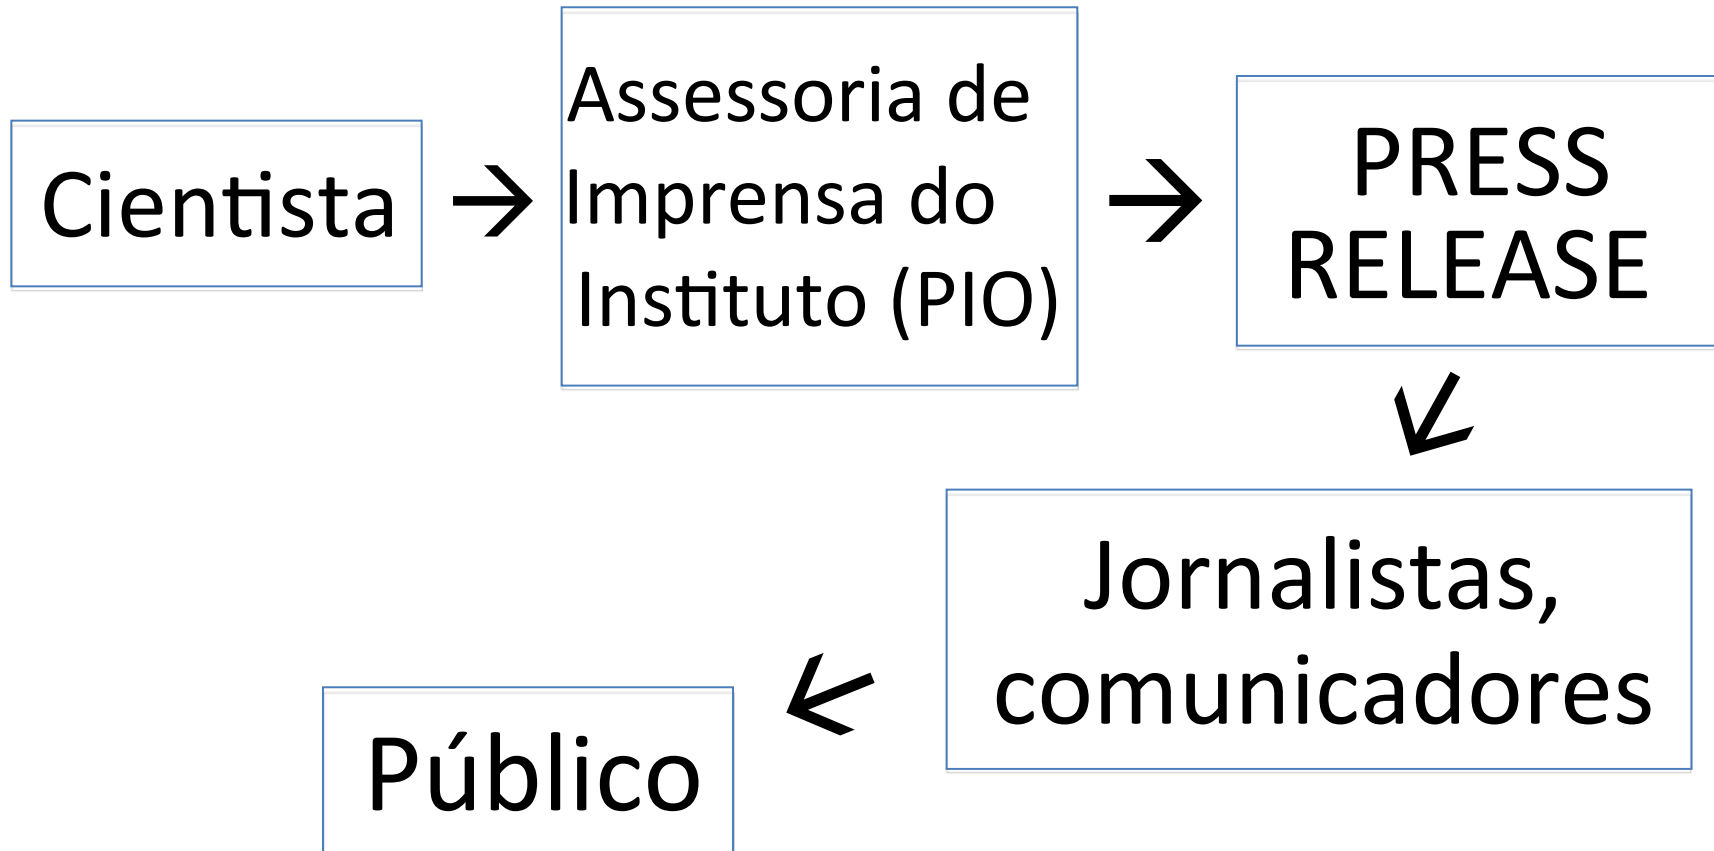 Cientista
Assessoria de
Imprensa do
Instituto (PIO)
PRESS
RELEASE
Jornalistas,
comunicadores
Público